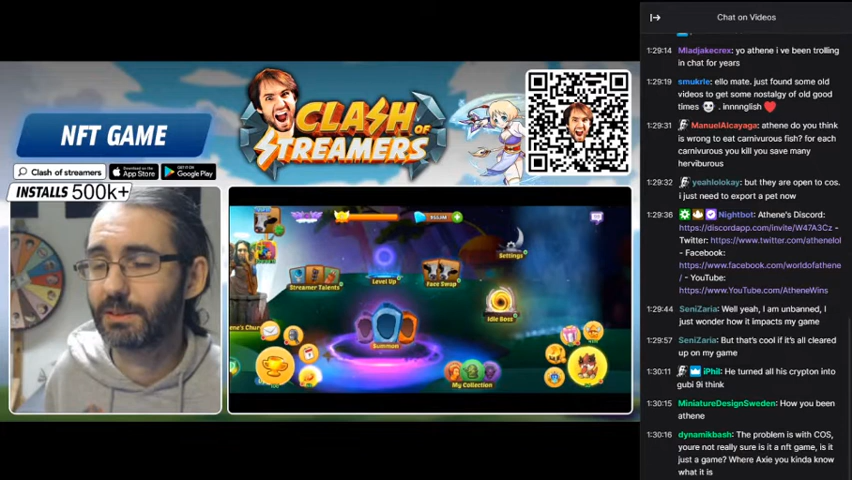 Chat on Videos
1:29:14 Mladjakecrex: yo athene i ve been trolling
in chat for years
1:29:19 smukrle: ello mate. just found some old
videos to get some nostalgy of old good
times . innnnglish
1:29:31 ManuelAlcayaga: athene do you think
is wrong to eat carnivorous fish? for each
carnivurous you kill you save many
herviburous
1:29:32 yeahlolokay: but they are open to cos.
i just need to export a pet now
1:29:36 Nightbot: Athene's Discord:
https://discordapp.com/invite/W47A3Cz -
Twitter: https://www.twitter.com/athenelol
- Facebook:
https://www.facebook.com/worldofathene
/ - YouTube:
https://www.YouTube.com/AtheneWins
1:29:44 SeniZaria: Well yeah, I am unbanned, I
just wonder how it impacts my game
1:29:57 SeniZaria: But that's cool if it's all cleared
up on my game
1:30:11 iPhil: He turned all his crypton into
gubi 9i think
1:30:15 MiniatureDesignSweden: How you been
athene
1:30:16 dynamikbash: The problem is with COS,
youre not really sure is it a nft game, is it
just a game? Where Axie you kinda know
what it is
NFT GAME
Clash of streamers
Download on the
App Store
GET IT ON
Google Play
INSTALLS 500k+
CLASH OF
STREAMERS
Settings
Streamer Talents
Level Up
Face Swap
Idle Boss
Summon
My Collection